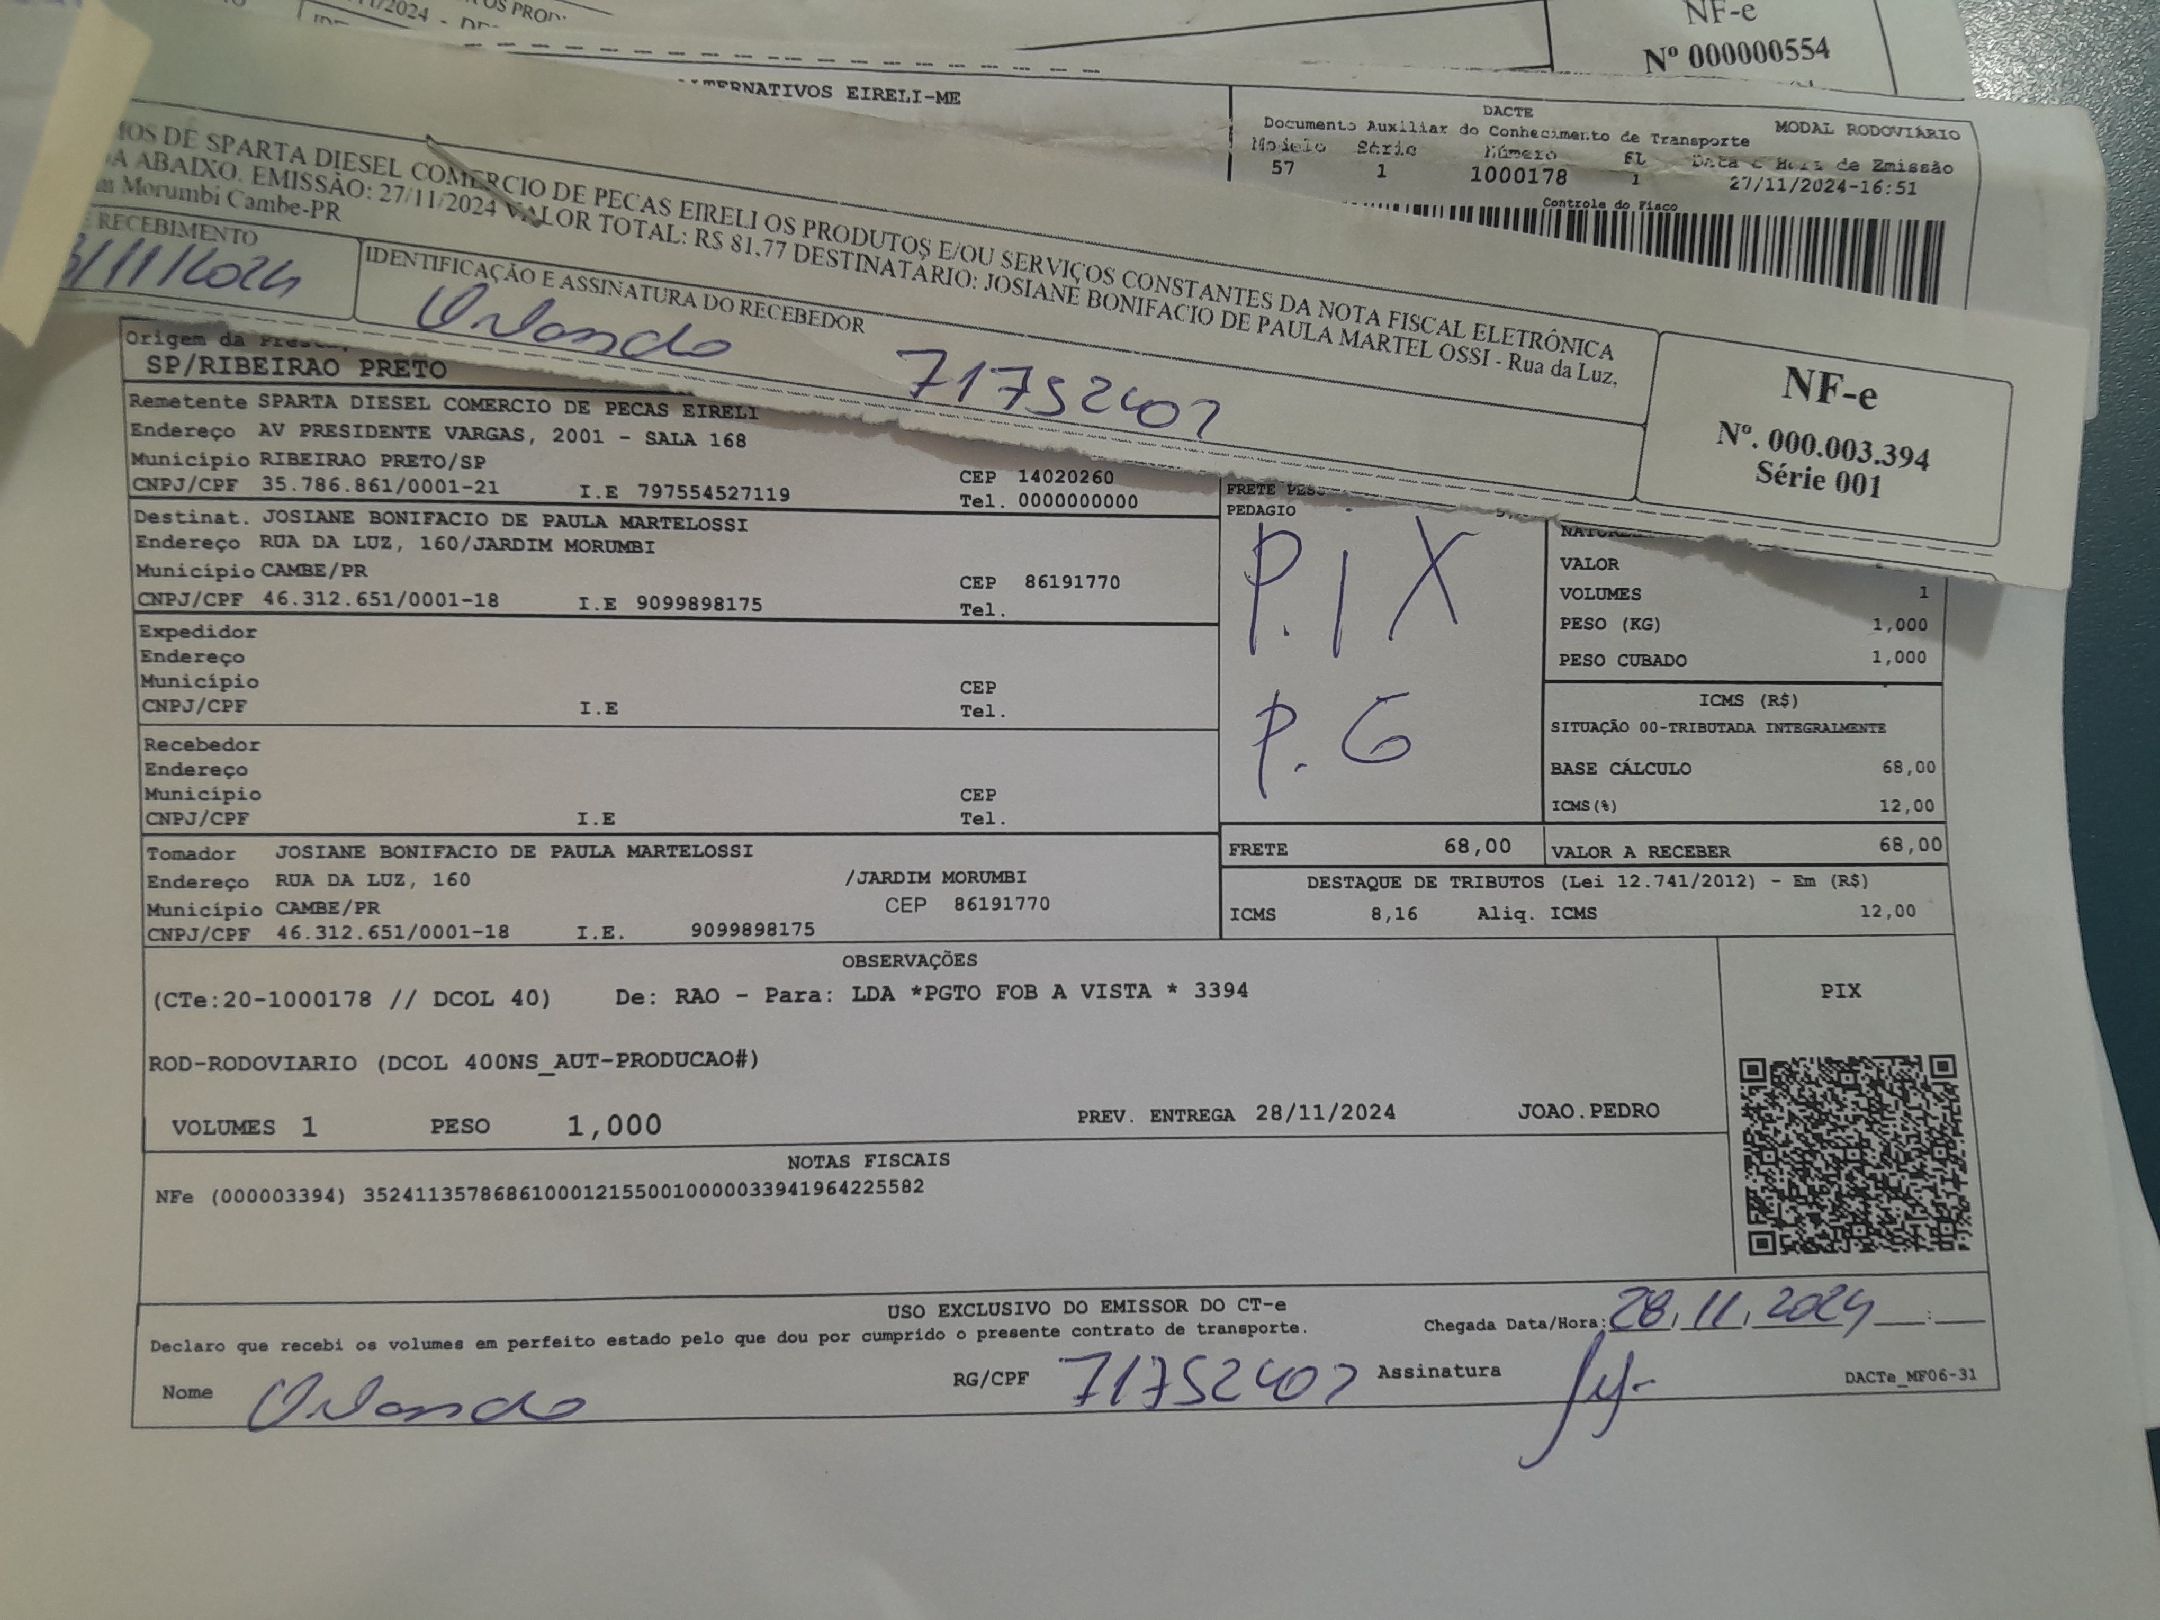 NF-e
Nº 000000554
EIRELI-ME
DACTE
Documento Auxiliar do Conhecimento de Transporte
MODAL RODOVIÁRIO
Modelo Série Número FL Data e Hora de Emissão
57 1 1000178 1 27/11/2024-16:51
Controle do Fisco
DE SPARTA DIESEL COMERCIO DE PECAS EIRELI OS PRODUTOS E/OU SERVIÇOS CONSTANTES DA NOTA FISCAL ELETRÔNICA
ABAIXO. EMISSÃO: 27/11/2024 VALOR TOTAL: R$ 81,77 DESTINATÁRIO: JOSIANE BONIFACIO DE PAULA MARTEL OSSI - Rua da Luz,
Morumbi Cambe-PR
RECEBIMENTO
/11/2024
IDENTIFICAÇÃO E ASSINATURA DO RECEBEDOR
Orlando 71752407
NF-e
Nº. 000.003.394
Série 001
Origem da
SP/RIBEIRAO PRETO
Remetente SPARTA DIESEL COMERCIO DE PECAS EIRELI
Endereço AV PRESIDENTE VARGAS, 2001 - SALA 168
Município RIBEIRAO PRETO/SP
CEP 14020260
CNPJ/CPF 35.786.861/0001-21 I.E 797554527119
Tel. 0000000000
Destinat. JOSIANE BONIFACIO DE PAULA MARTELOSSI
Endereço RUA DA LUZ, 160/JARDIM MORUMBI
Município CAMBE/PR
CEP 86191770
CNPJ/CPF 46.312.651/0001-18 I.E 9099898175
Tel.
Expedidor
Endereço
Município
CEP
CNPJ/CPF I.E
Tel.
Recebedor
Endereço
Município
CEP
CNPJ/CPF I.E
Tel.
Tomador JOSIANE BONIFACIO DE PAULA MARTELOSSI
Endereço RUA DA LUZ, 160 /JARDIM MORUMBI
Município CAMBE/PR CEP 86191770
CNPJ/CPF 46.312.651/0001-18 I.E. 9099898175
FRETE
PEDAGIO
P.IX
P.G
VALOR
VOLUMES 1
PESO (KG) 1,000
PESO CUBADO 1,000
ICMS (R$)
SITUAÇÃO 00-TRIBUTADA INTEGRALMENTE
BASE CÁLCULO 68,00
ICMS(%) 12,00
FRETE 68,00
VALOR A RECEBER 68,00
DESTAQUE DE TRIBUTOS (Lei 12.741/2012) - Em (R$)
ICMS 8,16 Aliq. ICMS 12,00
OBSERVAÇÕES
(CTe:20-1000178 // DCOL 40) De: RAO - Para: LDA *PGTO FOB A VISTA * 3394
PIX
ROD-RODOVIARIO (DCOL 400NS_AUT-PRODUCAO#)
VOLUMES 1 PESO 1,000 PREV. ENTREGA 28/11/2024 JOAO.PEDRO
NOTAS FISCAIS
NFe (000003394) 35241135786861000121550010000033941964225582
USO EXCLUSIVO DO EMISSOR DO CT-e
Declaro que recebi os volumes em perfeito estado pelo que dou por cumprido o presente contrato de transporte.
Chegada Data/Hora: 28.11.2024 __:__
Nome Orlando RG/CPF 71752407 Assinatura
DACTe_MF06-31